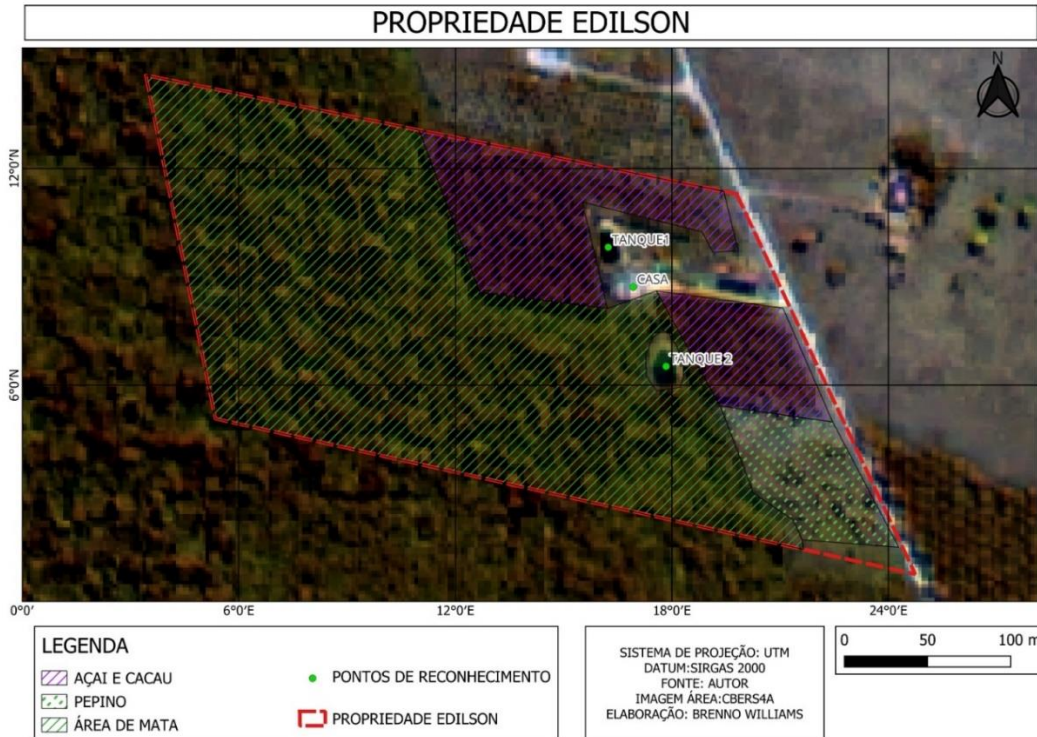 PROPRIEDADE EDILSON
N
12°0'N
6°0'N
TANQUE1
CASA
TANQUE 2
0°0'
6°0'E
12°0'E
18°0'E
24°0'E
LEGENDA
AÇAI E CACAU
PEPINO
ÁREA DE MATA
PONTOS DE RECONHECIMENTO
PROPRIEDADE EDILSON
SISTEMA DE PROJEÇÃO: UTM
DATUM:SIRGAS 2000
FONTE: AUTOR
IMAGEM ÁREA:CBERS4A
ELABORAÇÃO: BRENNO WILLIAMS
0 50 100 m